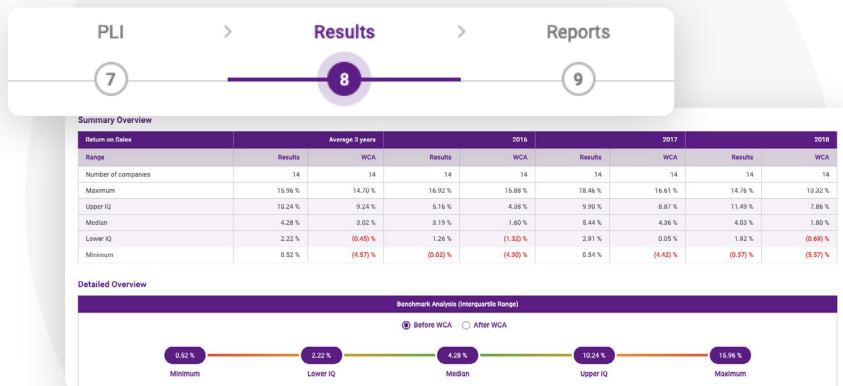 PLI > Results > Reports
7 8 9
Summary Overview
Return on Sales Average 3 years 2016 2017 2018
Range Results WCA Results WCA Results WCA Results WCA
Number of companies 14 14 14 14 14 14 14 14
Maximum 15.96 % 14.70 % 16.92 % 15.88 % 18.46 % 16.61 % 14.76 % 13.32 %
Upper IQ 10.24 % 9.24 % 5.16 % 4.38 % 9.90 % 8.87 % 11.49 % 7.86 %
Median 4.28 % 3.02 % 3.19 % 1.60 % 5.44 % 4.36 % 4.03 % 1.80 %
Lower IQ 2.22 % (0.45) % 1.26 % (1.32) % 2.91 % 0.05 % 1.92 % (0.69) %
Minimum 0.52 % (4.57) % (0.02) % (4.30) % 0.54 % (4.42) % (0.37) % (5.57) %
Detailed Overview
Benchmark Analysis (Interquartile Range)
Before WCA After WCA
0.52 % 2.22 % 4.28 % 10.24 % 15.96 %
Minimum Lower IQ Median Upper IQ Maximum